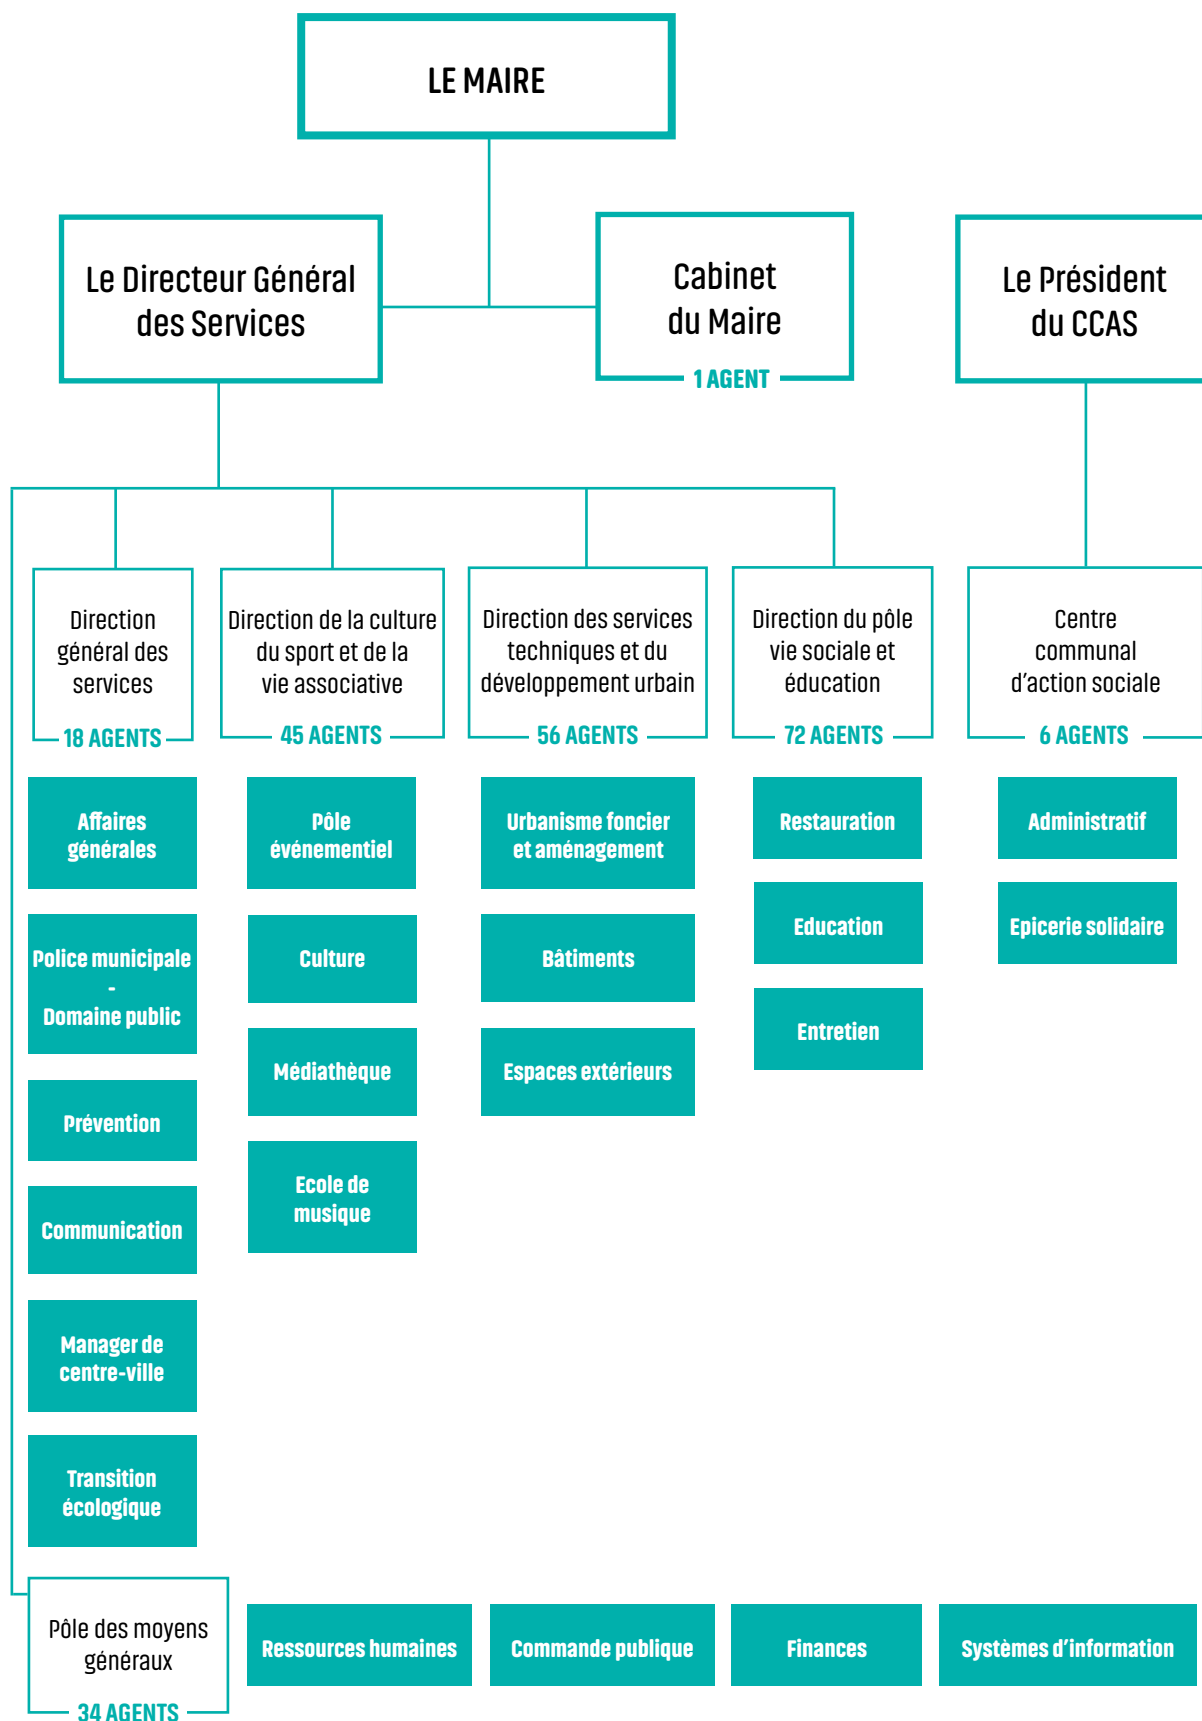 LE MAIRE
Le Directeur Général
des Services
Cabinet
du Maire
1 AGENT
Le Président
du CCAS
Direction
général des
services
18 AGENTS
Direction de la culture
du sport et de la
vie associative
45 AGENTS
Direction des services
techniques et du
développement urbain
56 AGENTS
Direction du pôle
vie sociale et
éducation
72 AGENTS
Centre
communal
d'action sociale
6 AGENTS
Affaires
générales
Police municipale
-
Domaine public
Prévention
Communication
Manager de
centre-ville
Transition
écologique
Pôle
événementiel
Culture
Médiathèque
Ecole de
musique
Urbanisme foncier
et aménagement
Bâtiments
Espaces extérieurs
Restauration
Education
Entretien
Administratif
Epicerie solidaire
Pôle des moyens
généraux
34 AGENTS
Ressources humaines
Commande publique
Finances
Systèmes d'information